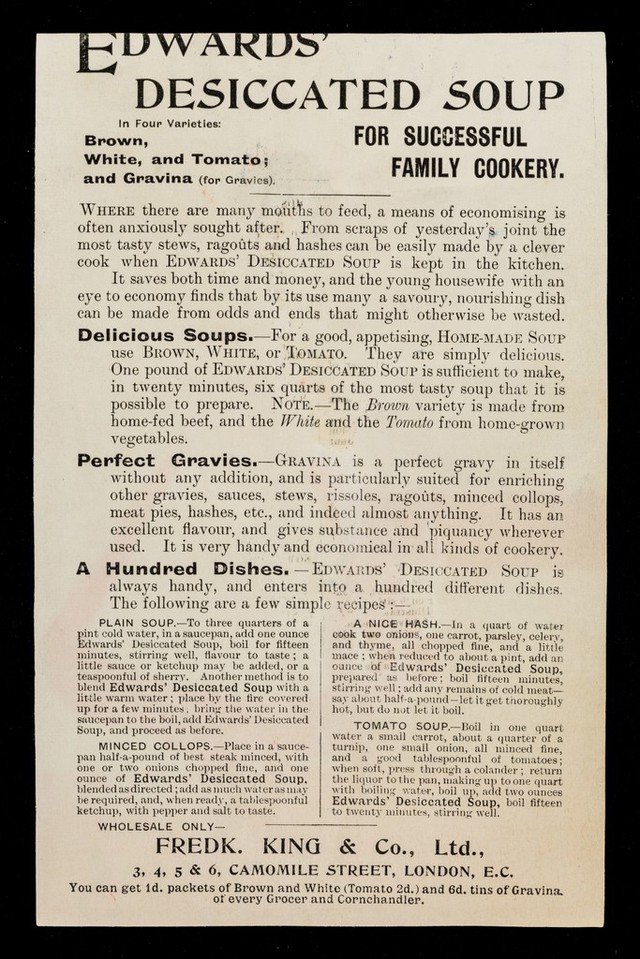 EDWARDS'
DESICCATED SOUP
In Four Varieties:
Brown,
White, and Tomato;
and Gravina (for Gravies).
FOR SUCCESSFUL
FAMILY COOKERY.
WHERE there are many mouths to feed, a means of economising is
often anxiously sought after. From scraps of yesterday's joint the
most tasty stews, ragoûts and hashes can be easily made by a clever
cook when EDWARDS' DESICCATED SOUP is kept in the kitchen.
It saves both time and money, and the young housewife with an
eye to economy finds that by its use many a savoury, nourishing dish
can be made from odds and ends that might otherwise be wasted.
Delicious Soups.—For a good, appetising, HOME-MADE SOUP
use BROWN, WHITE, or TOMATO. They are simply delicious.
One pound of EDWARDS' DESICCATED SOUP is sufficient to make,
in twenty minutes, six quarts of the most tasty soup that it is
possible to prepare. NOTE.—The Brown variety is made from
home-fed beef, and the White and the Tomato from home-grown
vegetables.
Perfect Gravies.—GRAVINA is a perfect gravy in itself
without any addition, and is particularly suited for enriching
other gravies, sauces, stews, rissoles, ragoûts, minced collops,
meat pies, hashes, etc., and indeed almost anything. It has an
excellent flavour, and gives substance and piquancy wherever
used. It is very handy and economical in all kinds of cookery.
A Hundred Dishes.—EDWARDS' DESICCATED SOUP is
always handy, and enters into a hundred different dishes.
The following are a few simple recipes:—
PLAIN SOUP.—To three quarters of a
pint cold water, in a saucepan, add one ounce
Edwards' Desiccated Soup, boil for fifteen
minutes, stirring well, flavour to taste; a
little sauce or ketchup may be added, or a
teaspoonful of sherry. Another method is to
blend Edwards' Desiccated Soup with a
little warm water; place by the fire covered
up for a few minutes, bring the water in the
saucepan to the boil, add Edwards' Desiccated
Soup, and proceed as before.
MINCED COLLOPS.—Place in a sauce-
pan half-a-pound of best steak minced, with
one or two onions chopped fine, and one
ounce of Edwards' Desiccated Soup,
blended as directed; add as much water as may
be required, and, when ready, a tablespoonful
ketchup, with pepper and salt to taste.
A NICE HASH.—In a quart of water
cook two onions, one carrot, parsley, celery,
and thyme, all chopped fine, and a little
mace; when reduced to about a pint, add an
ounce of Edwards' Desiccated Soup,
prepared as before; boil fifteen minutes,
stirring well; add any remains of cold meat—
say about half-a-pound—let it get thoroughly
hot, but do not let it boil.
TOMATO SOUP.—Boil in one quart
water a small carrot, about a quarter of a
turnip, one small onion, all minced fine,
and a good tablespoonful of tomatoes;
when soft, press through a colander; return
the liquor to the pan, making up to one quart
with boiling water, boil up, add two ounces
Edwards' Desiccated Soup, boil fifteen
to twenty minutes, stirring well.
WHOLESALE ONLY—
FREDK. KING & Co., Ltd.,
3, 4, 5 & 6, CAMOMILE STREET, LONDON, E.C.
You can get 1d. packets of Brown and White (Tomato 2d.) and 6d. tins of Gravina,
of every Grocer and Cornchandler.